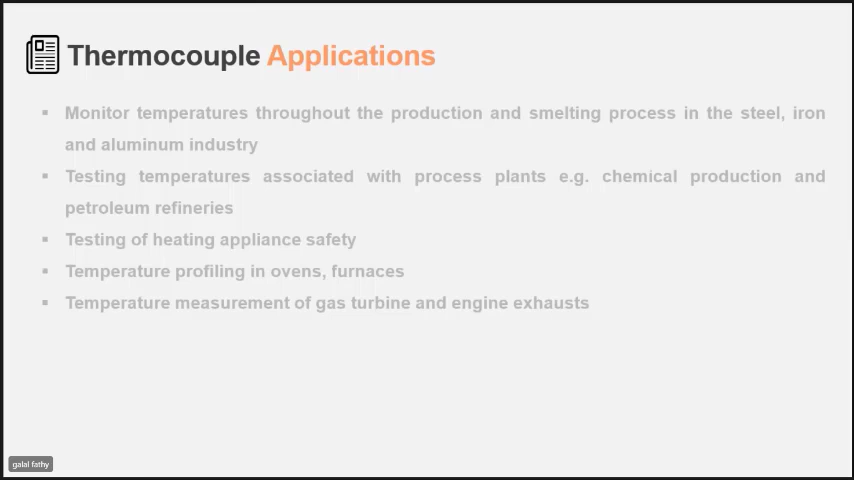 Thermocouple Applications
▪ Monitor temperatures throughout the production and smelting process in the steel, iron
and aluminum industry
▪ Testing temperatures associated with process plants e.g. chemical production and
petroleum refineries
▪ Testing of heating appliance safety
▪ Temperature profiling in ovens, furnaces
▪ Temperature measurement of gas turbine and engine exhausts
galal fathy